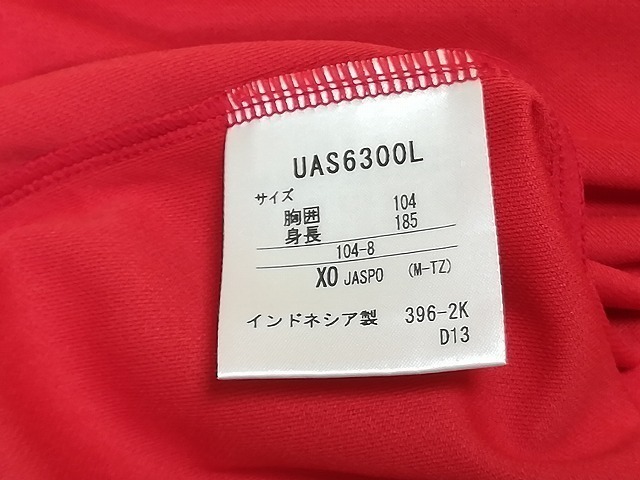 UAS6300L
サイズ
胸囲 104
身長 185
104-8
XO JASPO (M-TZ)
インドネシア製 396-2K
D13